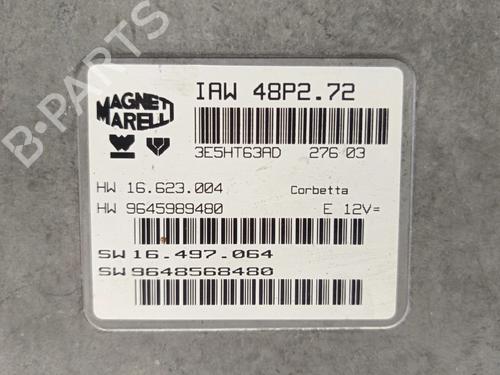 B-Parts
MAGNETI
MARELLI
IAW 48P2.72
3E5HT63AD 276 03
HW 16.623.004 Corbetta
HW 9645989480 E 12V=
SW 16.497.064
SW 9648568480